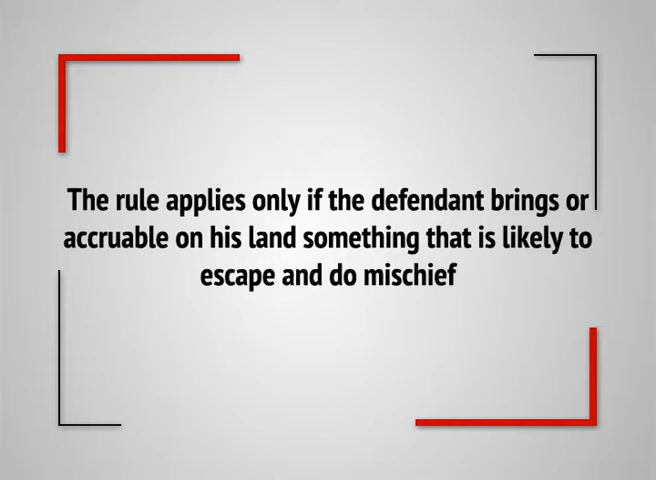 The rule applies only if the defendant brings or
accruable on his land something that is likely to
escape and do mischief